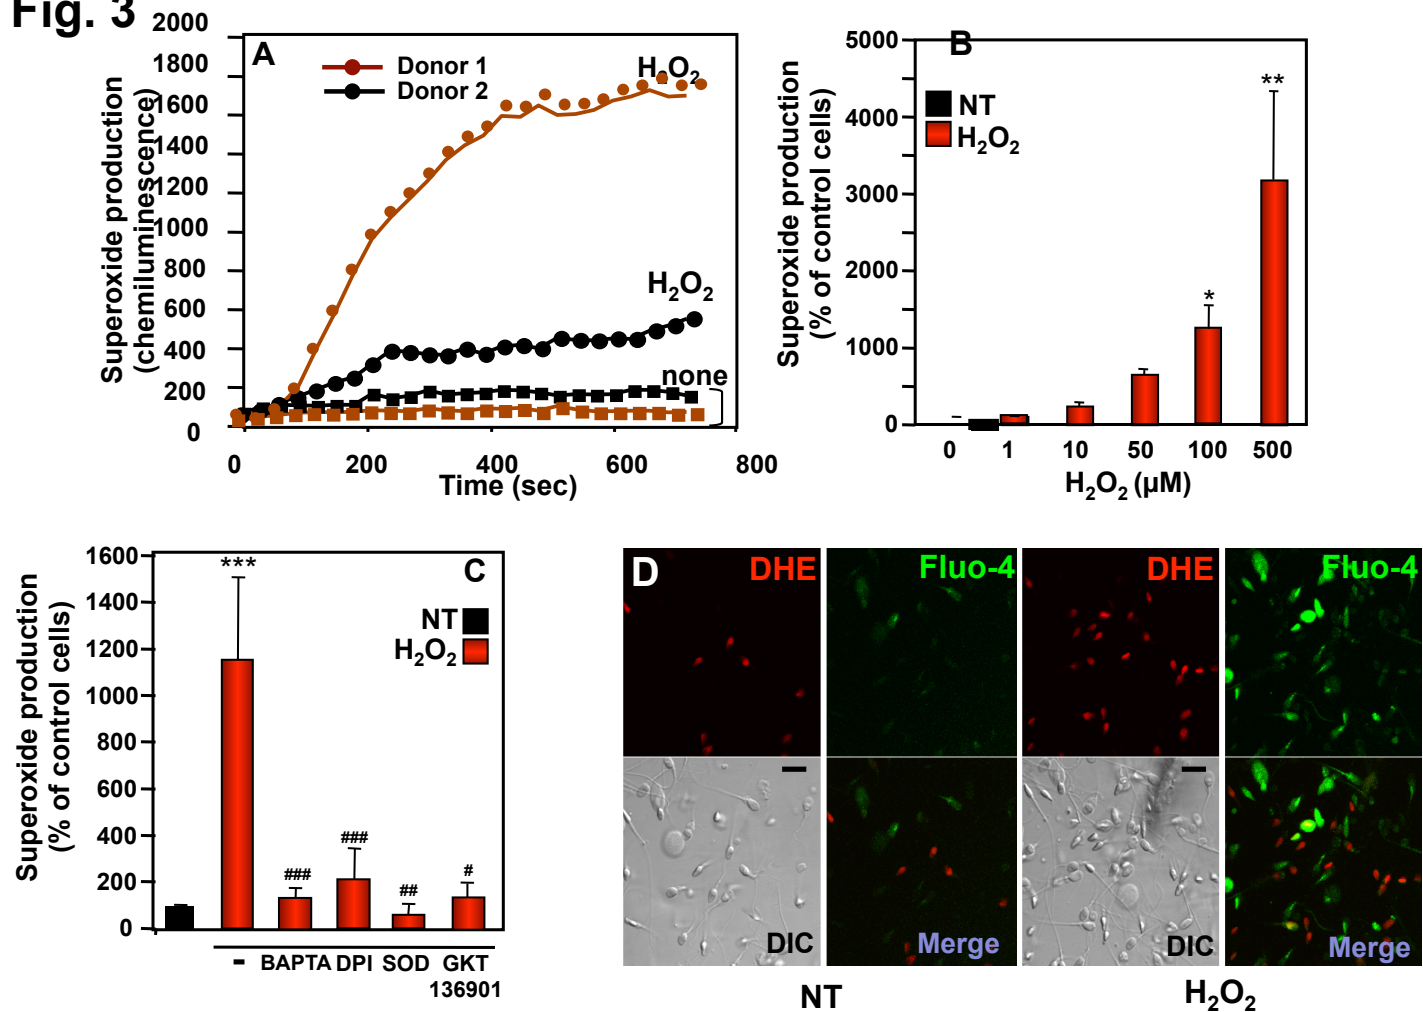 Fig. 3
A
Superoxide production
(chemiluminescence)
2000
1800
1600
1400
1200
1000
800
600
400
200
0
Donor 1
Donor 2
H₂O₂
H₂O₂
none
0 200 400 600 800
Time (sec)
B
Superoxide production
(% of control cells)
5000
4000
3000
2000
1000
0
NT
H₂O₂
*
**
0 1 10 50 100 500
H₂O₂ (µM)
C
Superoxide production
(% of control cells)
1600
1400
1200
1000
800
600
400
200
0
NT
H₂O₂
***
###
###
##
#
- BAPTA DPI SOD GKT
136901
D
DHE Fluo-4 DHE Fluo-4
DIC Merge DIC Merge
NT H₂O₂